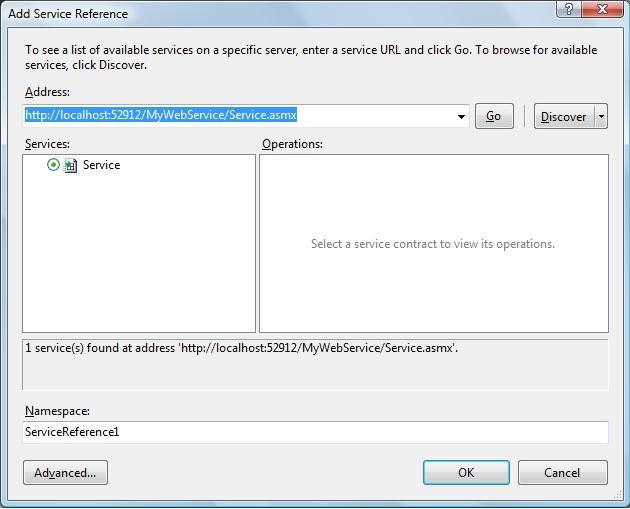 Add Service Reference
To see a list of available services on a specific server, enter a service URL and click Go. To browse for available
services, click Discover.
Address:
http://localhost:52912/MyWebService/Service.asmx
Go
Discover
Services:
Operations:
Service
Select a service contract to view its operations.
1 service(s) found at address 'http://localhost:52912/MyWebService/Service.asmx'.
Namespace:
ServiceReference1
Advanced...
OK
Cancel